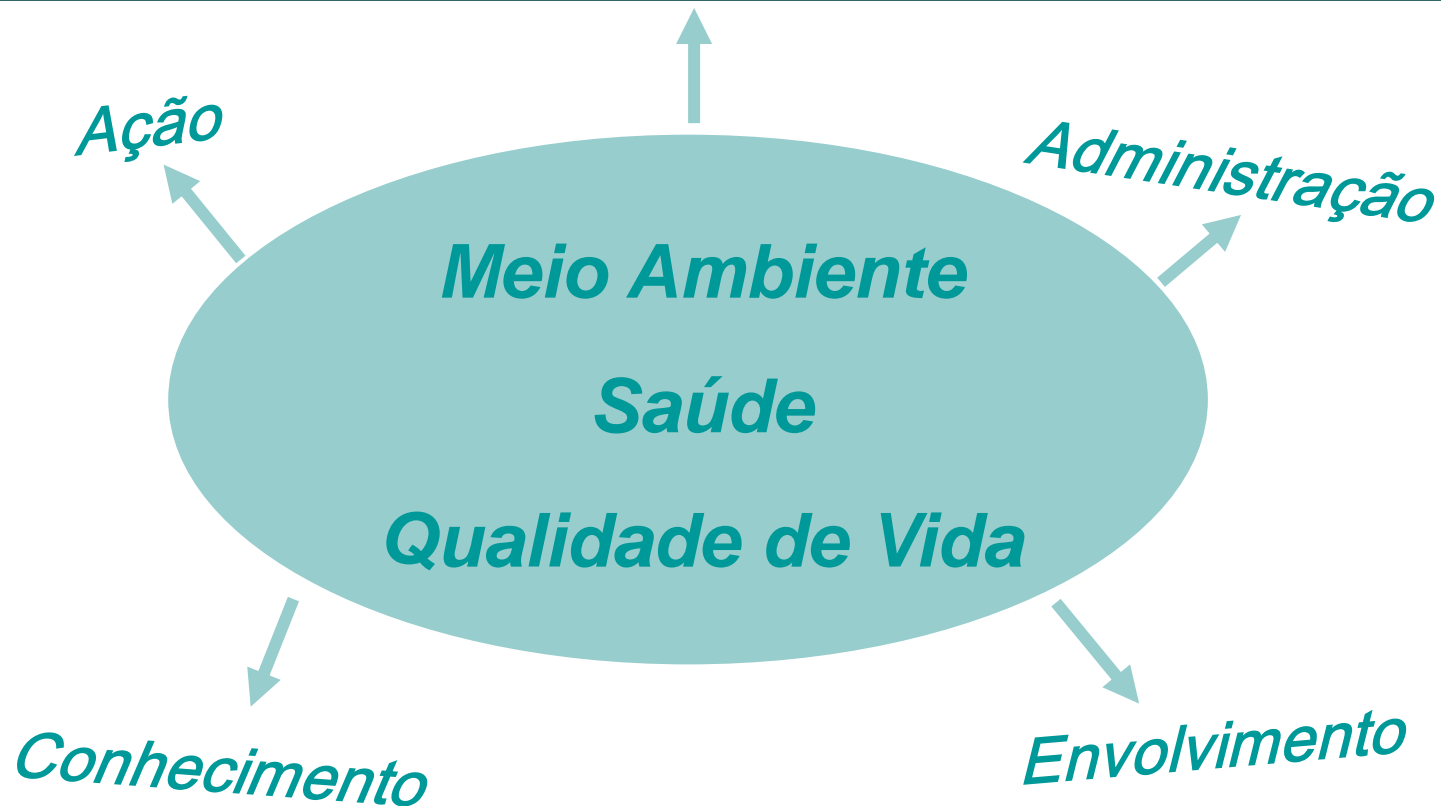 Ação
Administração
Meio Ambiente
Saúde
Qualidade de Vida
Conhecimento
Envolvimento